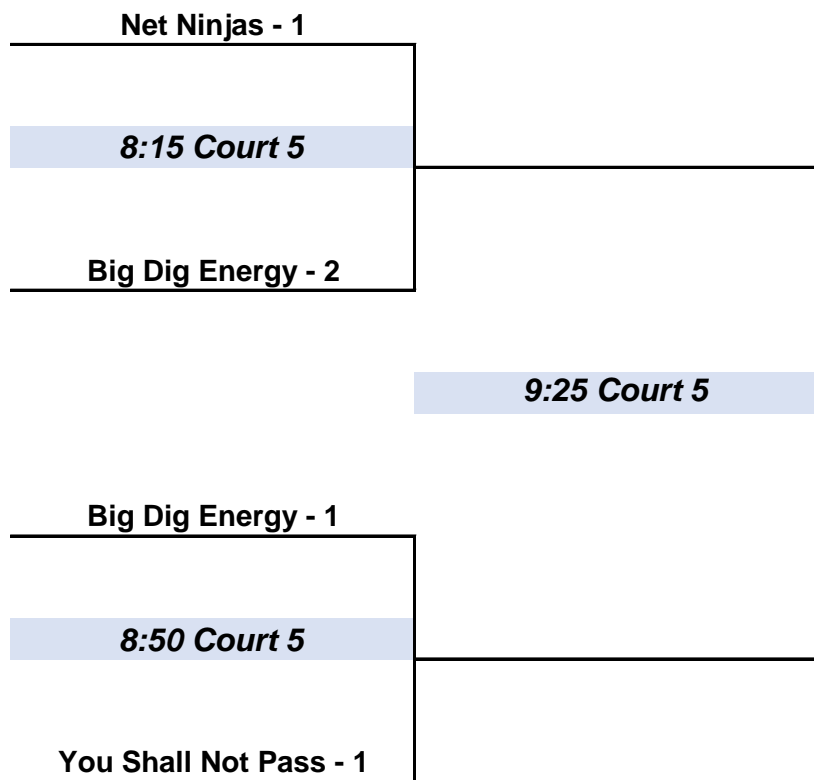 Net Ninjas - 1
8:15 Court 5
Big Dig Energy - 2
9:25 Court 5
Big Dig Energy - 1
8:50 Court 5
You Shall Not Pass - 1